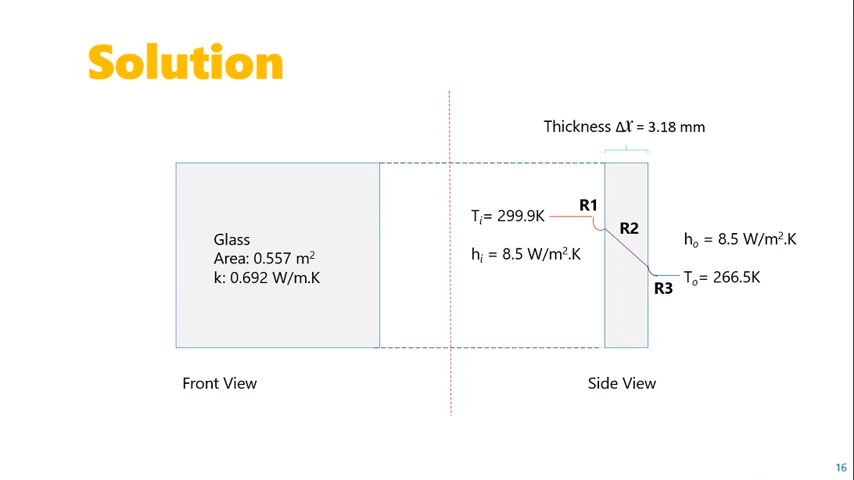 Solution
Thickness Δx = 3.18 mm
Glass
Area: 0.557 m²
k: 0.692 W/m.K
Tᵢ= 299.9K
hᵢ = 8.5 W/m².K
R1
R2
R3
hₒ = 8.5 W/m².K
Tₒ= 266.5K
Front View
Side View
16